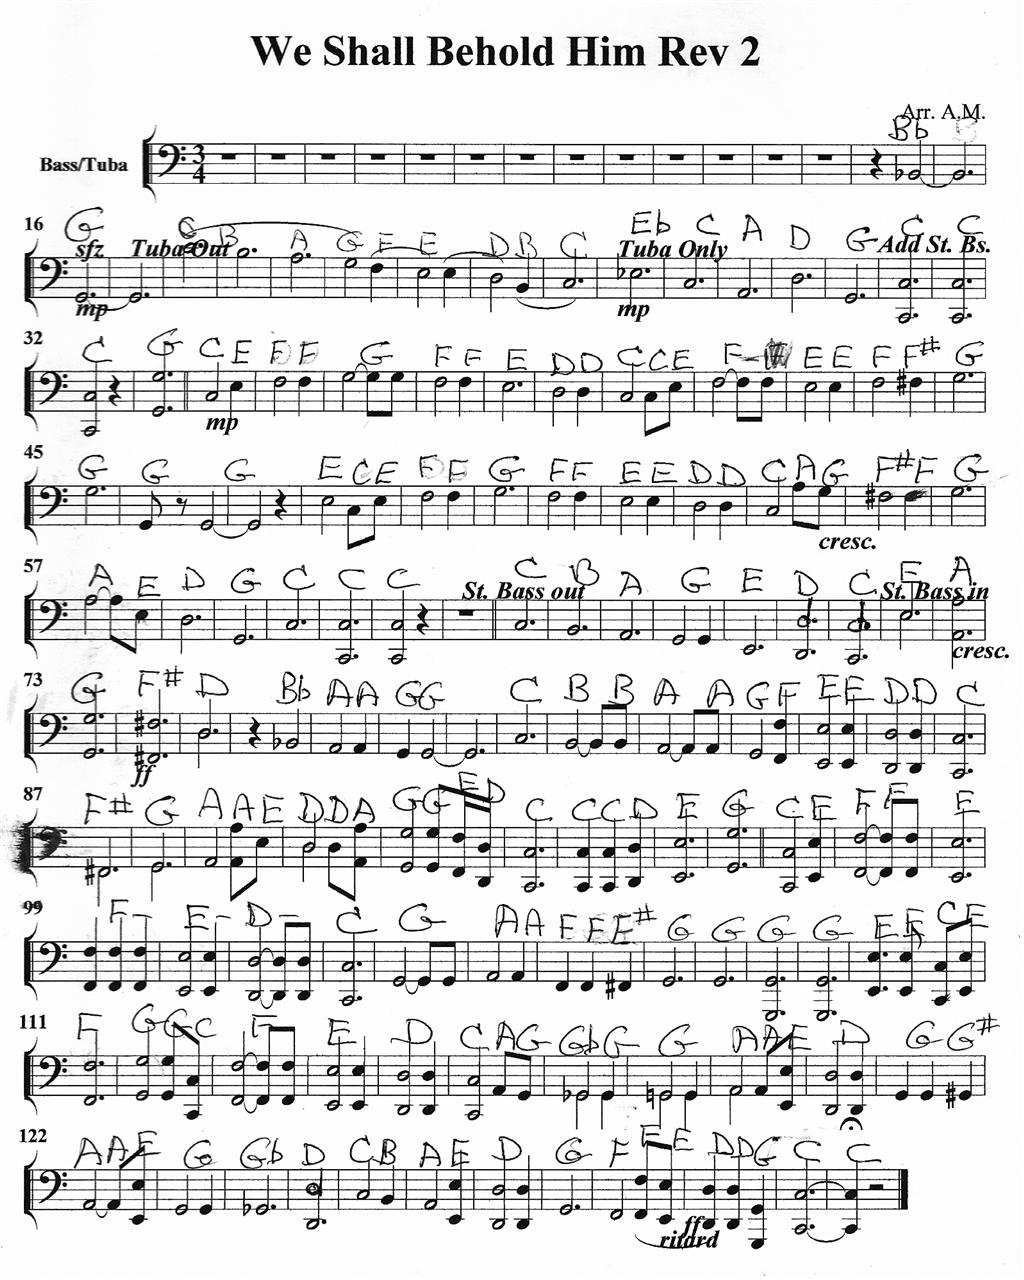 We Shall Behold Him Rev 2
Arr. A.M.
Bb
Bass/Tuba
3
4
16
G
G B A G F E D B C
Eb C A D G C C
sfz
Tuba Out
Tuba Only
Add St. Bs.
mp
mp
32
C G C E F F G F F E D D C C E F E E F F# G
mp
45
G G G E C E F F G F F E E D D C A G F# F G
cresc.
57
A E D G C C C C B A G E D C E A
St. Bass out
St. Bass in
cresc.
73
G F# D Bb A A G G C B B A A G F E E D D C
ff
87
F# G A A E D D A G G E D C C C D E G C E F F E
99
F - E - D - C G A A F F E# G G G G E E C E
111
F G G C F E D C A G Gb G G A A E D G G#
122
A A E G Gb D C B A E D G F E E D D G C C
ff
ritard